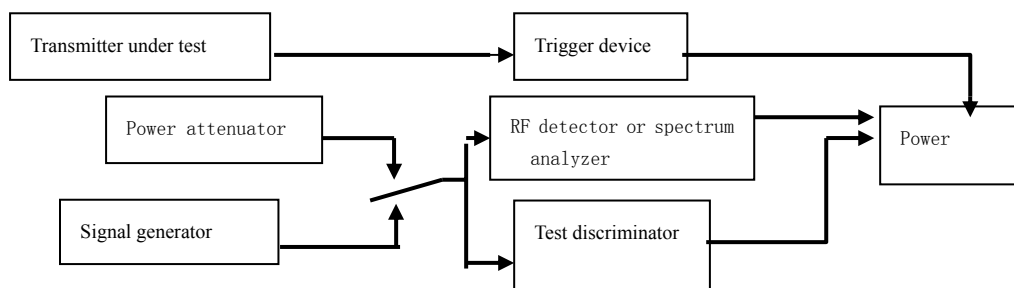 Transmitter under test
Trigger device
Power attenuator
RF detector or spectrum
analyzer
Power
Signal generator
Test discriminator